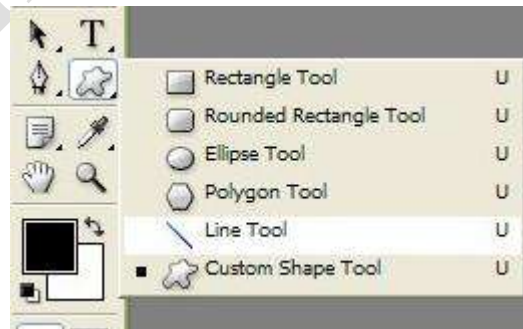 T
Rectangle Tool U
Rounded Rectangle Tool U
Ellipse Tool U
Polygon Tool U
Line Tool U
Custom Shape Tool U